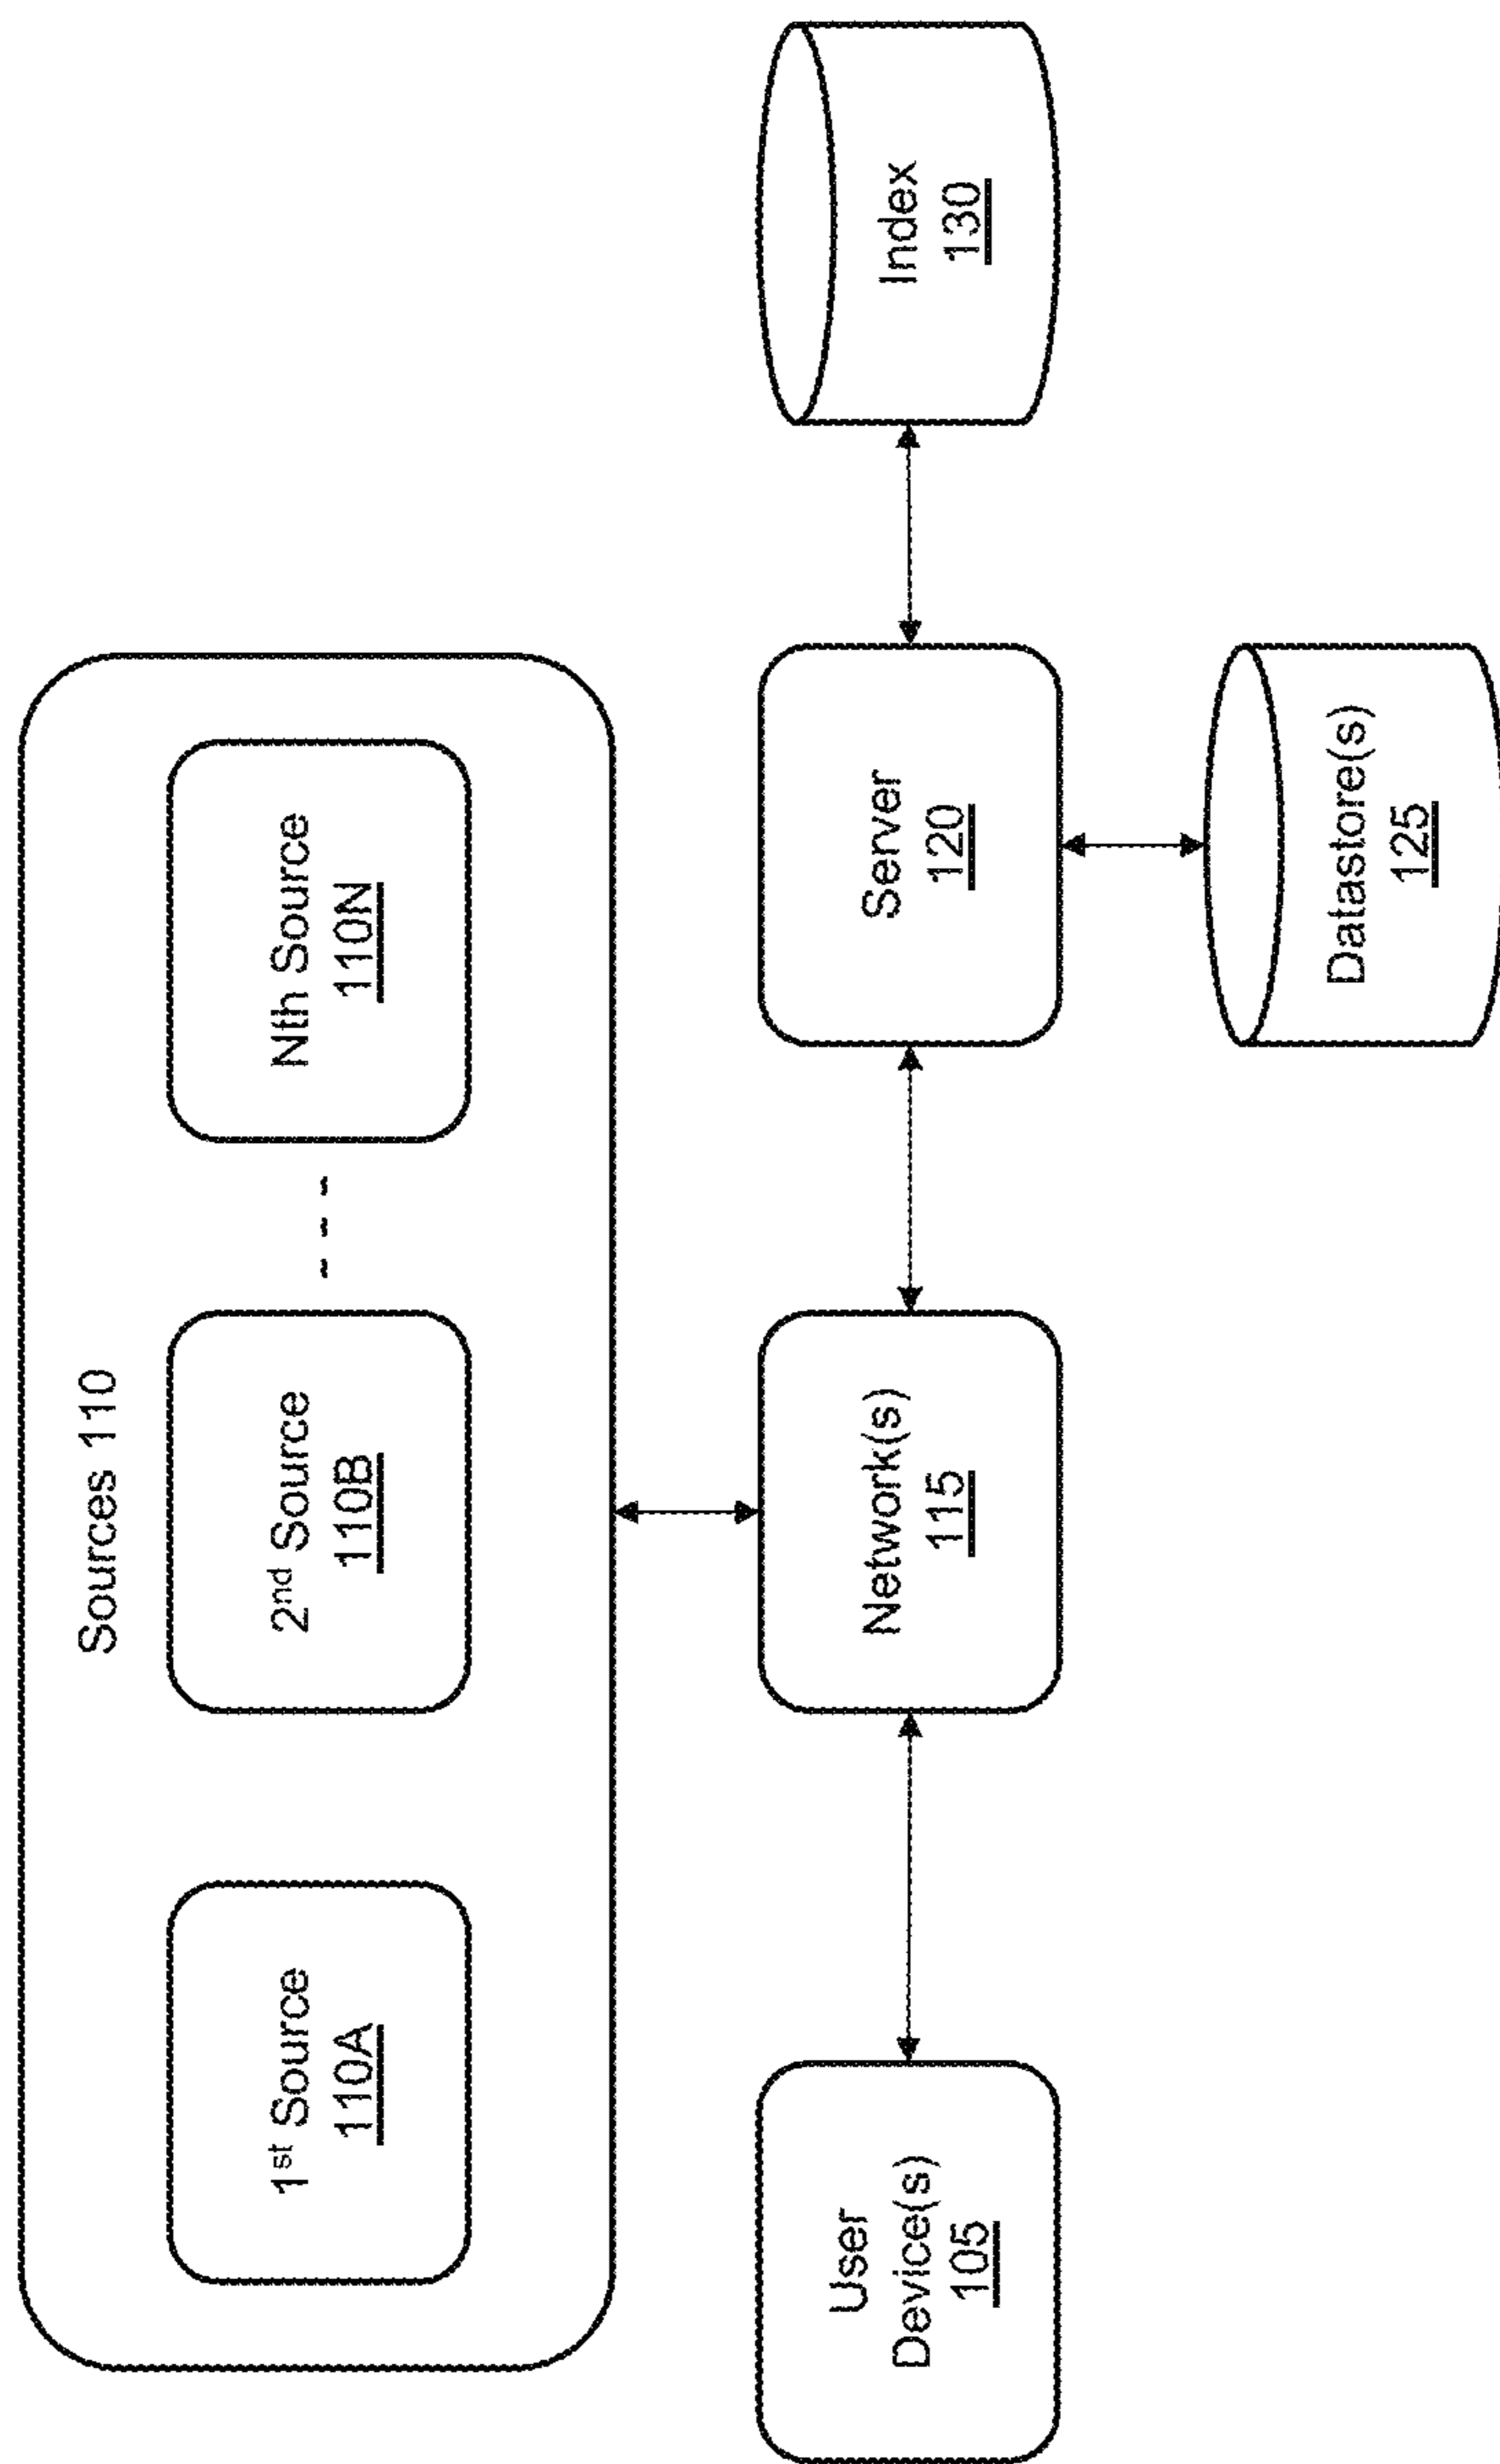 Sources 110
1st Source
110A
2nd Source
110B
Nth Source
110N
User
Device(s)
105
Network(s)
115
Server
120
Index
130
Datastore(s)
125